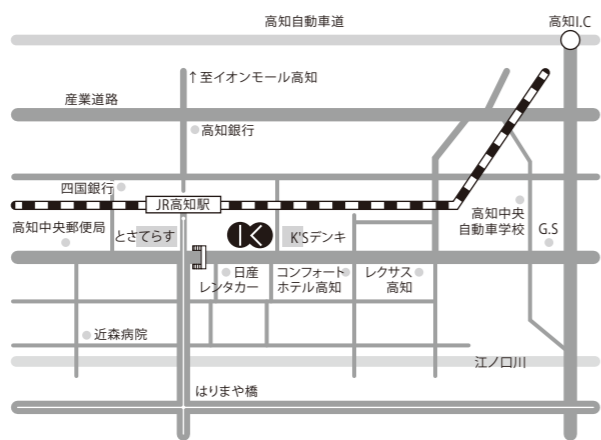 高知自動車道
高知I.C
↑至イオンモール高知
産業道路
高知銀行
四国銀行
JR高知駅
高知中央郵便局
とさてらす
IK
K'Sデンキ
高知中央
自動車学校
G.S
日産
レンタカー
コンフォート
ホテル高知
レクサス
高知
近森病院
江ノ口川
はりまや橋